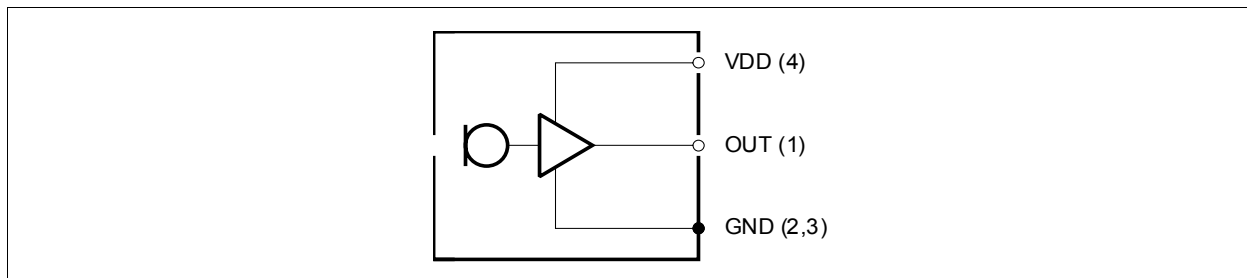 VDD (4)
OUT (1)
GND (2,3)